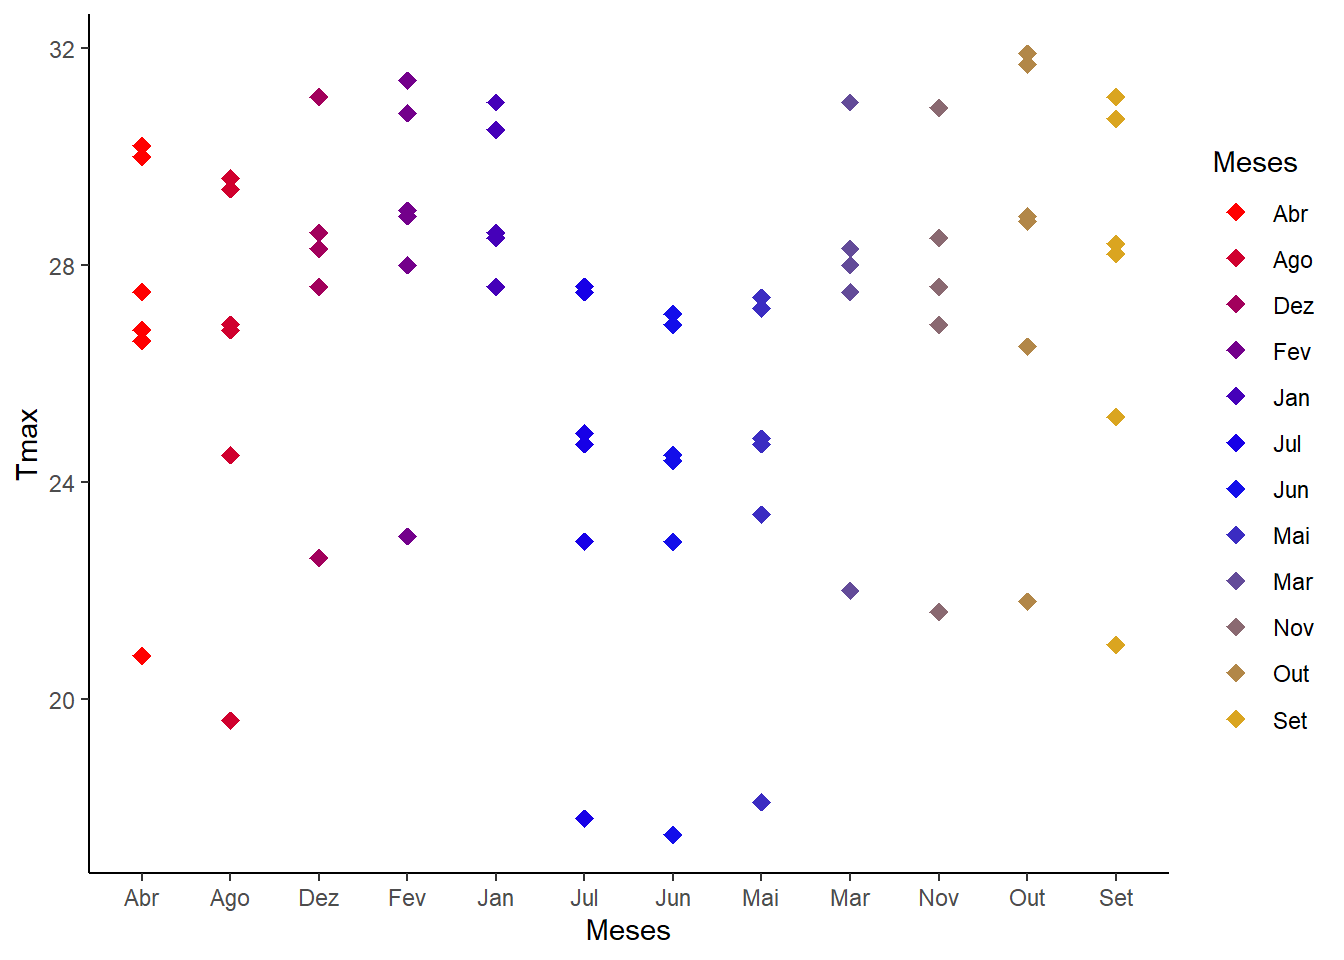 32
28
24
20
Tmax
Abr Ago Dez Fev Jan Jul Jun Mai Mar Nov Out Set
Meses
Meses
Abr
Ago
Dez
Fev
Jan
Jul
Jun
Mai
Mar
Nov
Out
Set